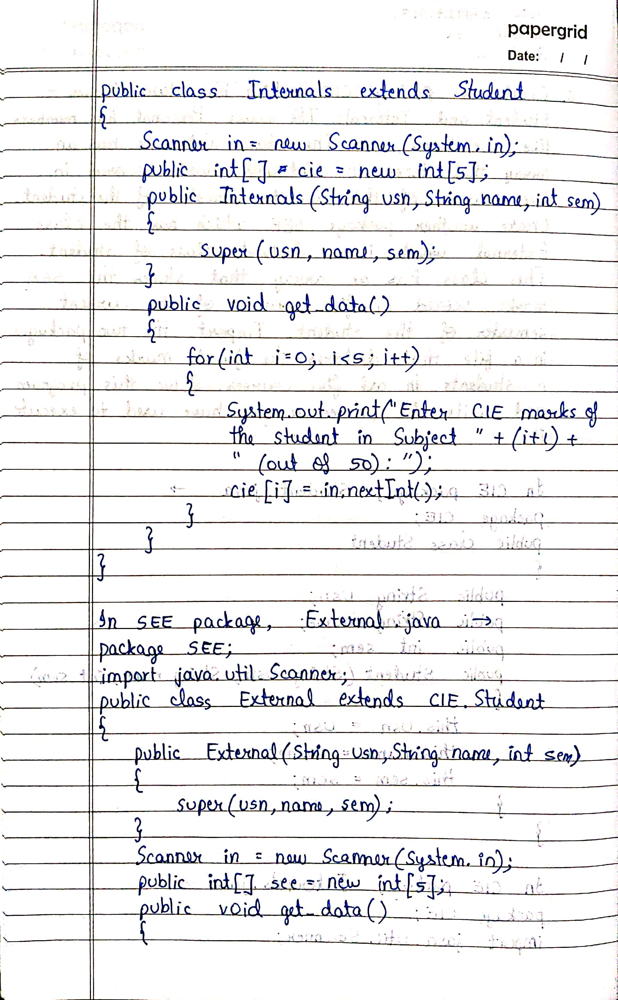 papergrid
Date: / /
public class Internals extends Student
{
Scanner in = new Scanner (System.in);
public int[ ] = cie = new int[5];
public Internals (String usn, String name, int sem)
{
super (usn, name, sem);
}
public void get_data()
{
for(int i=0; i<5; i++)
{
System.out.print("Enter CIE marks of
the student in Subject " + (i+1) +
" (out of 50) : ");
cie [i] = in.nextInt();
}
}
}
In SEE package, External.java →
package SEE;
import java.util.Scanner;
public class External extends CIE.Student
{
public External (String usn, String name, int sem)
{
super (usn, name, sem);
}
Scanner in = new Scanner (System.in);
public int[] see = new int [5];
public void get_data()
{